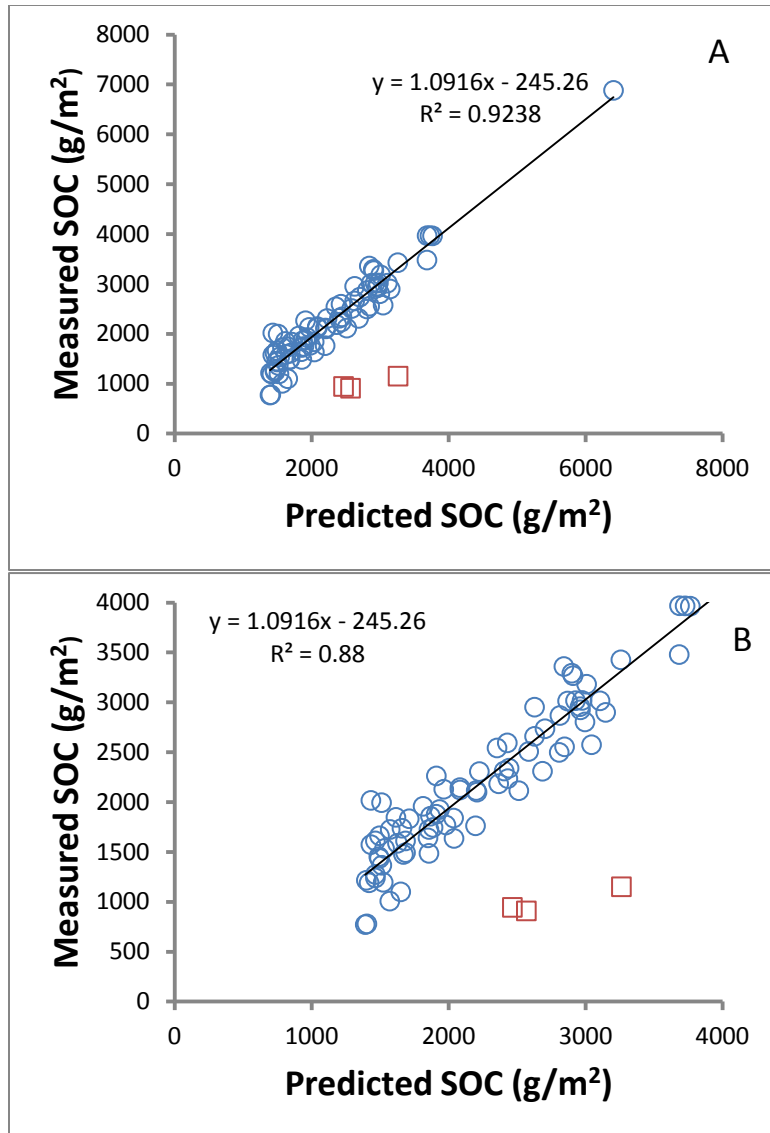 A
y = 1.0916x - 245.26
R² = 0.9238
8000
7000
6000
5000
4000
3000
2000
1000
0
Measured SOC (g/m²)
0 2000 4000 6000 8000
Predicted SOC (g/m²)
B
y = 1.0916x - 245.26
R² = 0.88
4000
3500
3000
2500
2000
1500
1000
500
0
Measured SOC (g/m²)
0 1000 2000 3000 4000
Predicted SOC (g/m²)